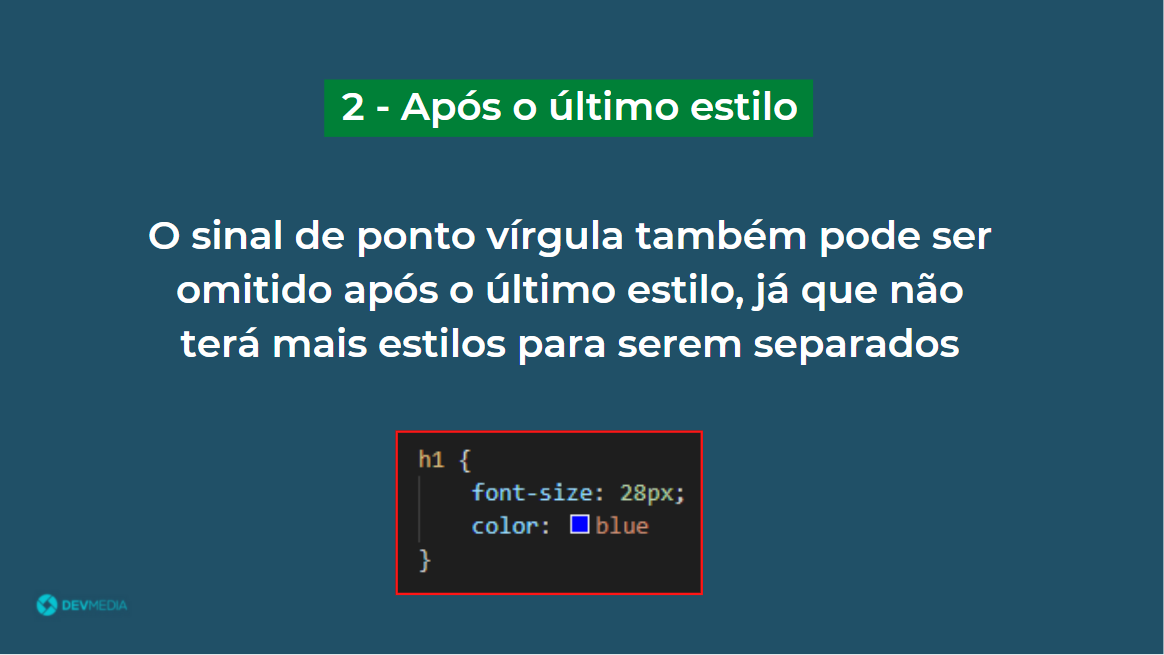 2 - Após o último estilo
O sinal de ponto vírgula também pode ser
omitido após o último estilo, já que não
terá mais estilos para serem separados
h1 {
font-size: 28px;
color: blue
}
DEVMEDIA